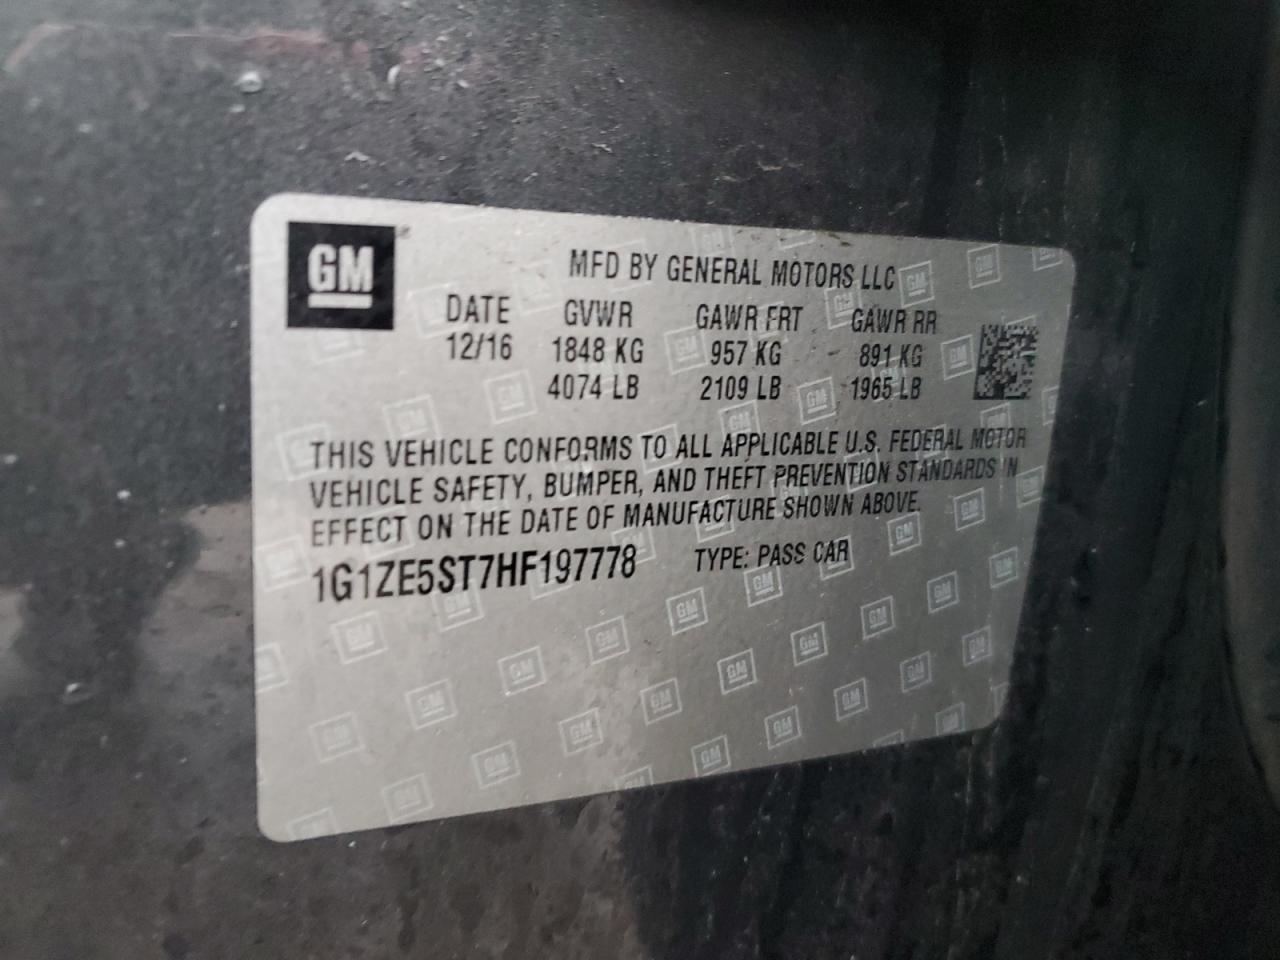 GM
MFD BY GENERAL MOTORS LLC
DATE GVWR GAWR FRT GAWR RR
12/16 1848 KG 957 KG 891 KG
4074 LB 2109 LB 1965 LB
THIS VEHICLE CONFORMS TO ALL APPLICABLE U.S. FEDERAL MOTOR
VEHICLE SAFETY, BUMPER, AND THEFT PREVENTION STANDARDS IN
EFFECT ON THE DATE OF MANUFACTURE SHOWN ABOVE.
1G1ZE5ST7HF197778 TYPE: PASS CAR